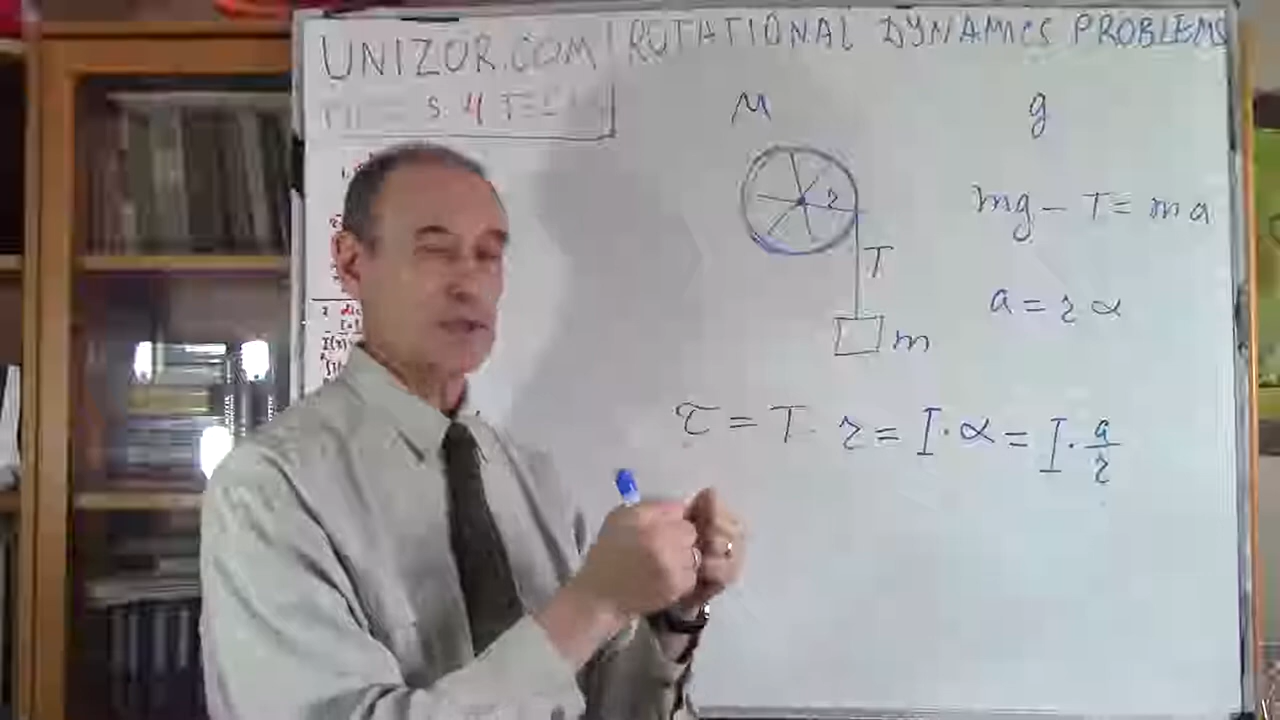 UNIZOR.COM ROTATIONAL DYNAMICS PROBLEMS
M
g
r
mg - T = ma
T
a = r α
m
τ = T · r = I · α = I · a/r